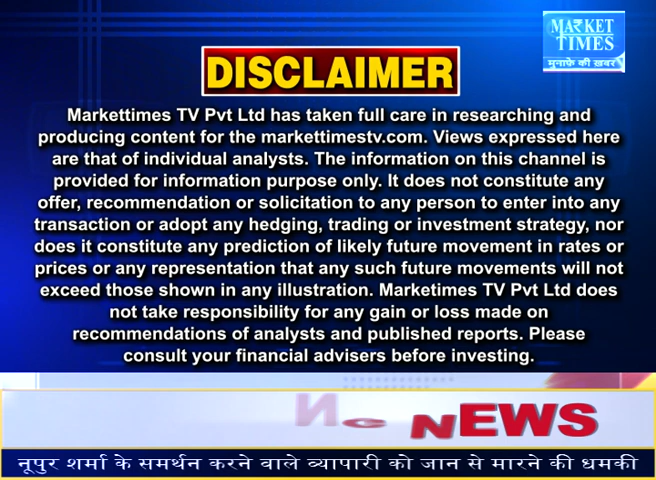 MARKET
TIMES
मुनाफे की खबर
DISCLAIMER
Markettimes TV Pvt Ltd has taken full care in researching and
producing content for the markettimestv.com. Views expressed here
are that of individual analysts. The information on this channel is
provided for information purpose only. It does not constitute any
offer, recommendation or solicitation to any person to enter into any
transaction or adopt any hedging, trading or investment strategy, nor
does it constitute any prediction of likely future movement in rates or
prices or any representation that any such future movements will not
exceed those shown in any illustration. Marketimes TV Pvt Ltd does
not take responsibility for any gain or loss made on
recommendations of analysts and published reports. Please
consult your financial advisers before investing.
NEWS
नूपुर शर्मा के समर्थन करने वाले व्यापारी को जान से मारने की धमकी